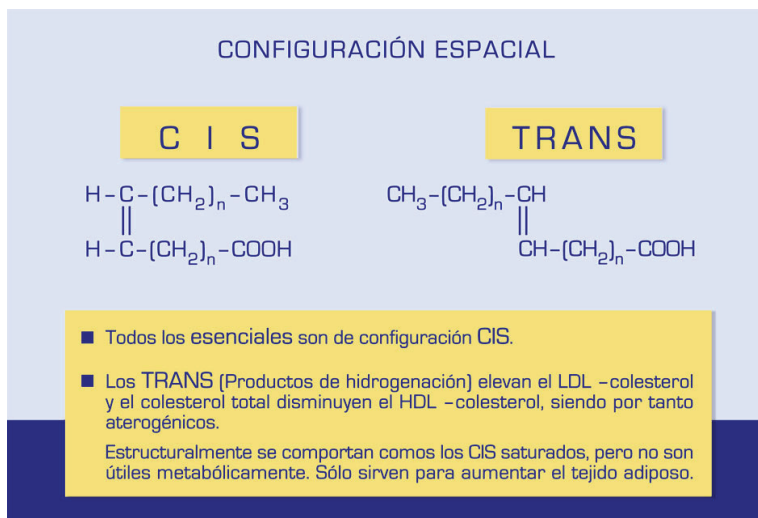 CONFIGURACIÓN ESPACIAL
CIS
TRANS
H–C–(CH₂)ₙ–CH₃
||
H–C–(CH₂)ₙ–COOH
CH₃–(CH₂)ₙ–CH
||
CH–(CH₂)ₙ–COOH
■ Todos los esenciales son de configuración CIS.
■ Los TRANS (Productos de hidrogenación) elevan el LDL –colesterol
y el colesterol total disminuyen el HDL –colesterol, siendo por tanto
aterogénicos.
Estructuralmente se comportan comos los CIS saturados, pero no son
útiles metabólicamente. Sólo sirven para aumentar el tejido adiposo.